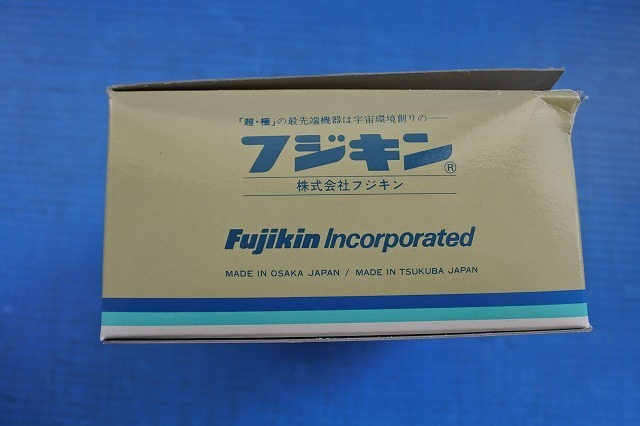 「超・極」の最先端機器は宇宙環境創りの──
フジキン®
株式会社フジキン
Fujikin Incorporated
MADE IN OSAKA JAPAN / MADE IN TSUKUBA JAPAN